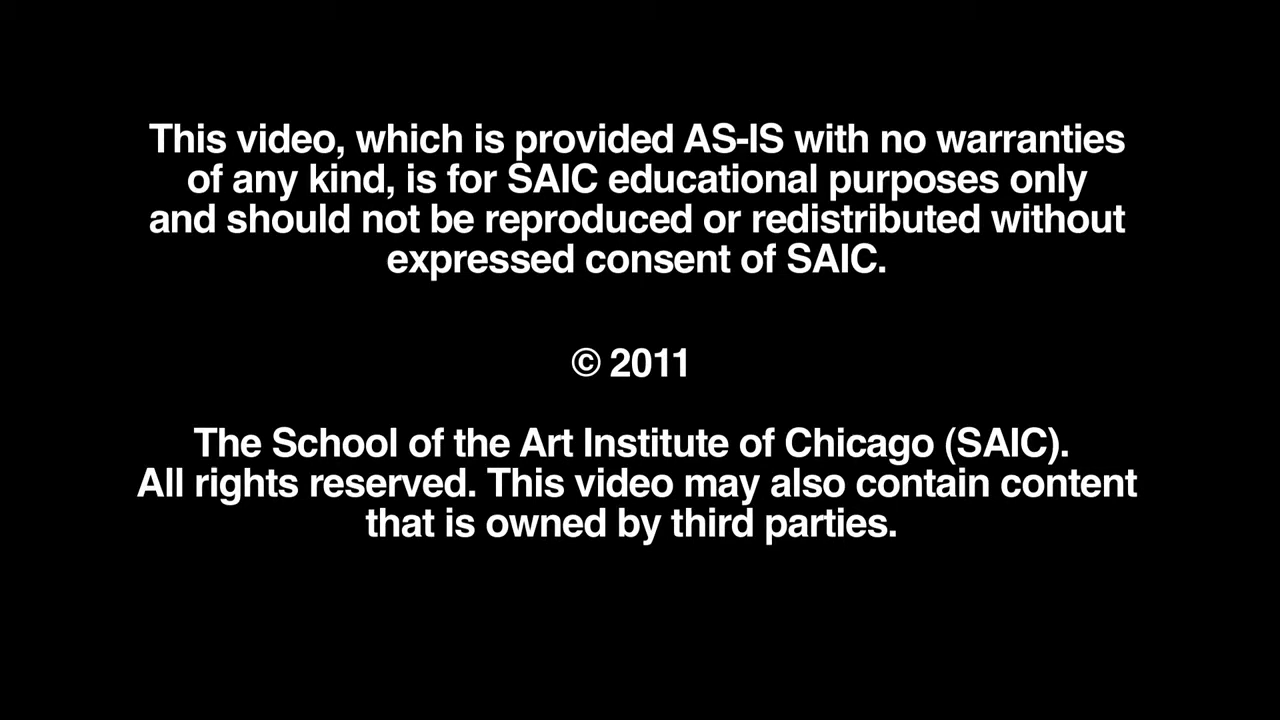 This video, which is provided AS-IS with no warranties
of any kind, is for SAIC educational purposes only
and should not be reproduced or redistributed without
expressed consent of SAIC.
© 2011
The School of the Art Institute of Chicago (SAIC).
All rights reserved. This video may also contain content
that is owned by third parties.